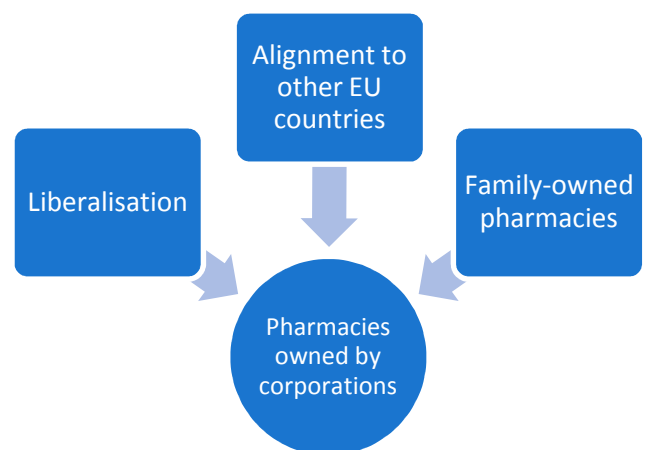 Alignment to
other EU
countries
Liberalisation
Family-owned
pharmacies
Pharmacies
owned by
corporations